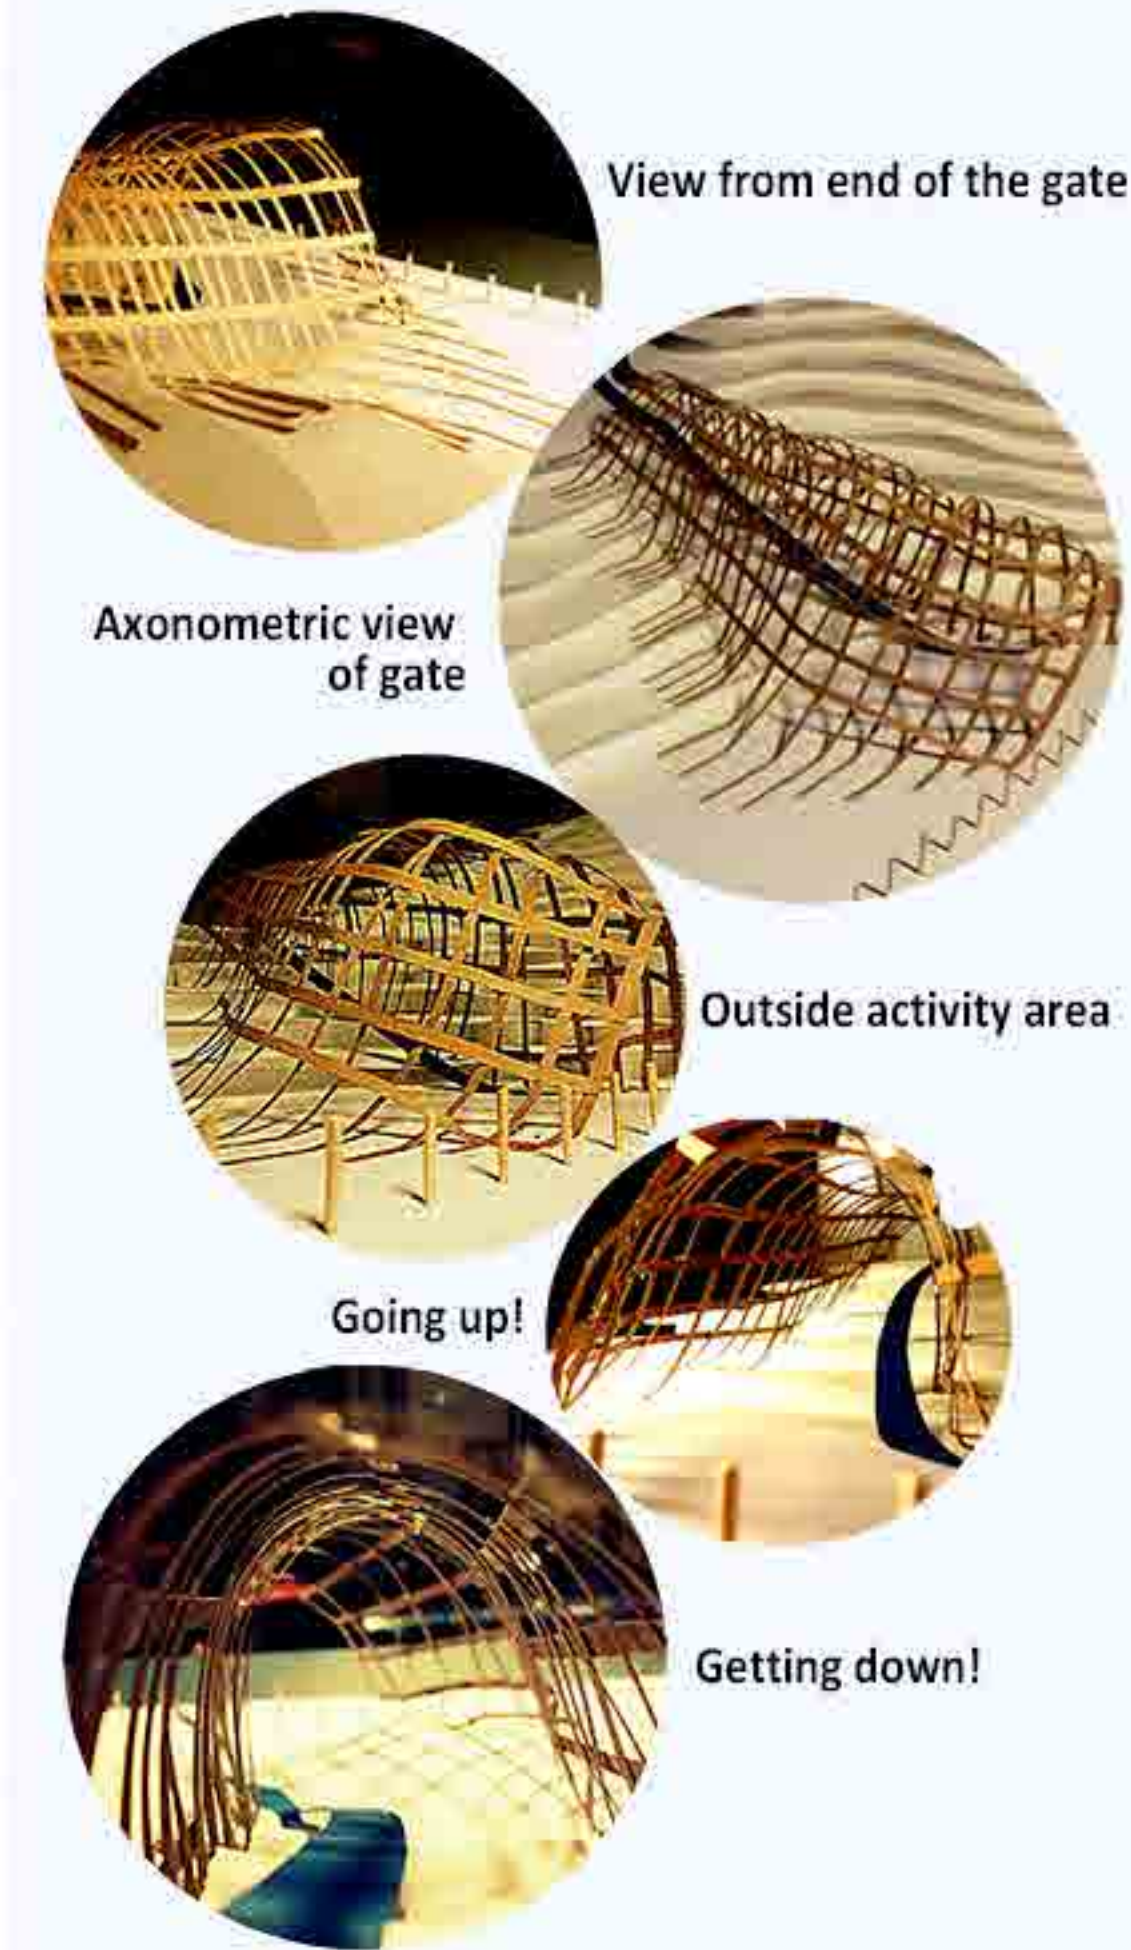 View from end of the gate
Axonometric view
of gate
Outside activity area
Going up!
Getting down!